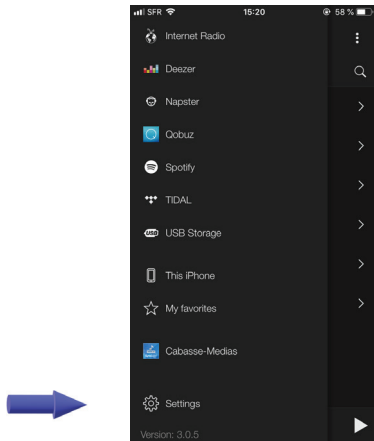 SFR 15:20 58 %
Internet Radio
Deezer
Napster
Qobuz
Spotify
TIDAL
USB USB Storage
This iPhone
My favorites
Cabasse-Medias
Settings
Version: 3.0.5